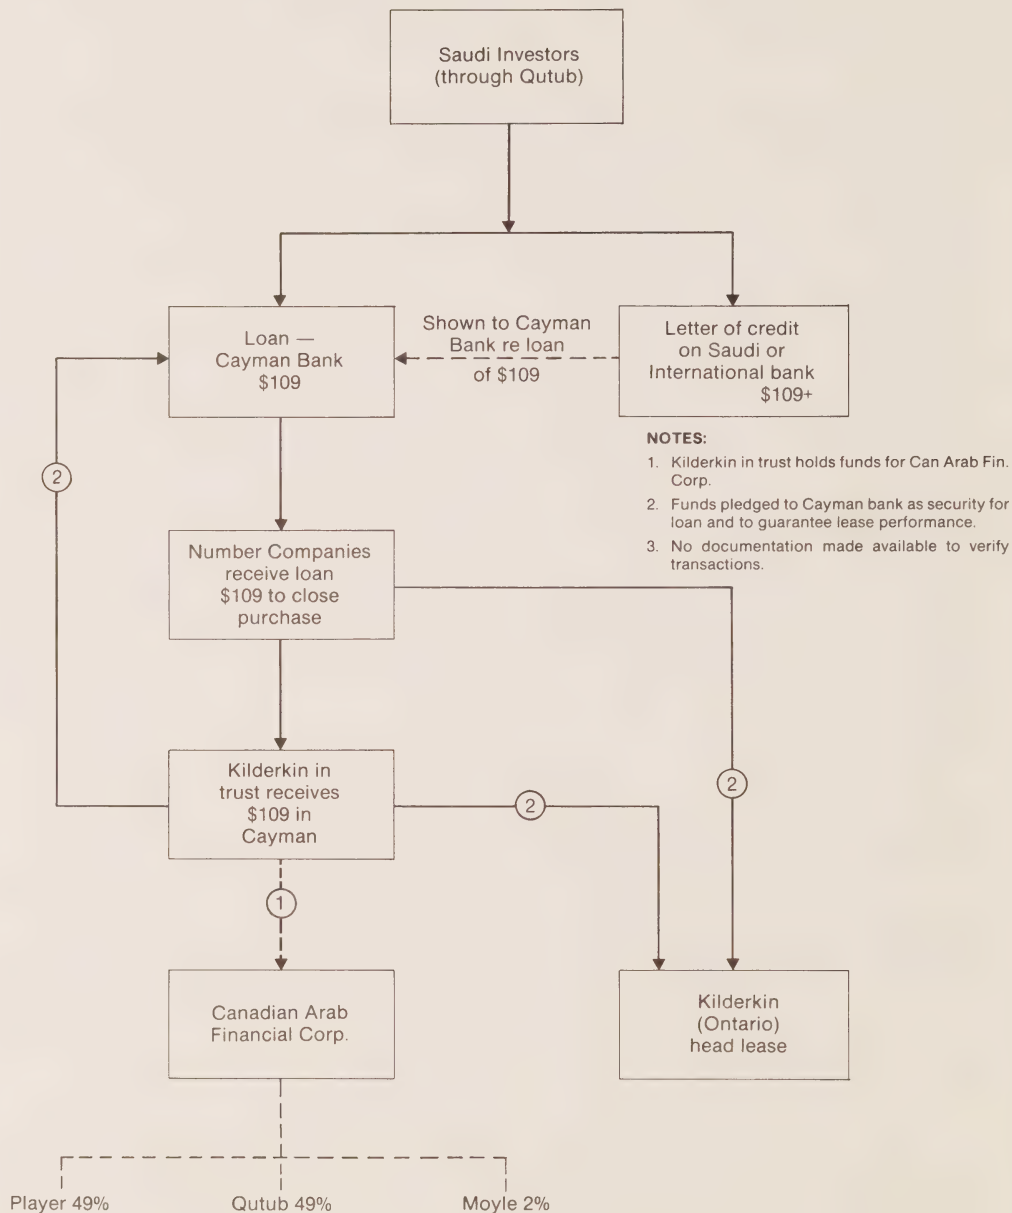 Saudi Investors
(through Qutub)
Loan —
Cayman Bank
$109
Shown to Cayman
Bank re loan
of $109
Letter of credit
on Saudi or
International bank
$109+
NOTES:
1. Kilderkin in trust holds funds for Can Arab Fin.
Corp.
2. Funds pledged to Cayman bank as security for
loan and to guarantee lease performance.
3. No documentation made available to verify
transactions.
2
Number Companies
receive loan
$109 to close
purchase
Kilderkin in
trust receives
$109 in
Cayman
2
2
1
Canadian Arab
Financial Corp.
Kilderkin
(Ontario)
head lease
Player 49%
Qutub 49%
Moyle 2%